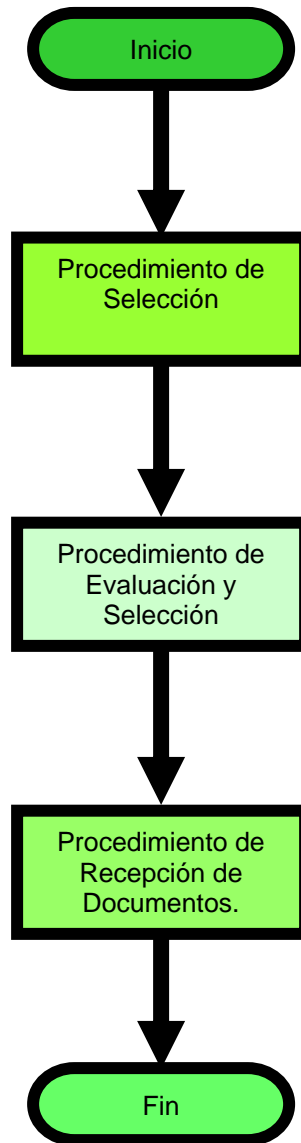 Inicio
Procedimiento de
Selección
Procedimiento de
Evaluación y
Selección
Procedimiento de
Recepción de
Documentos.
Fin